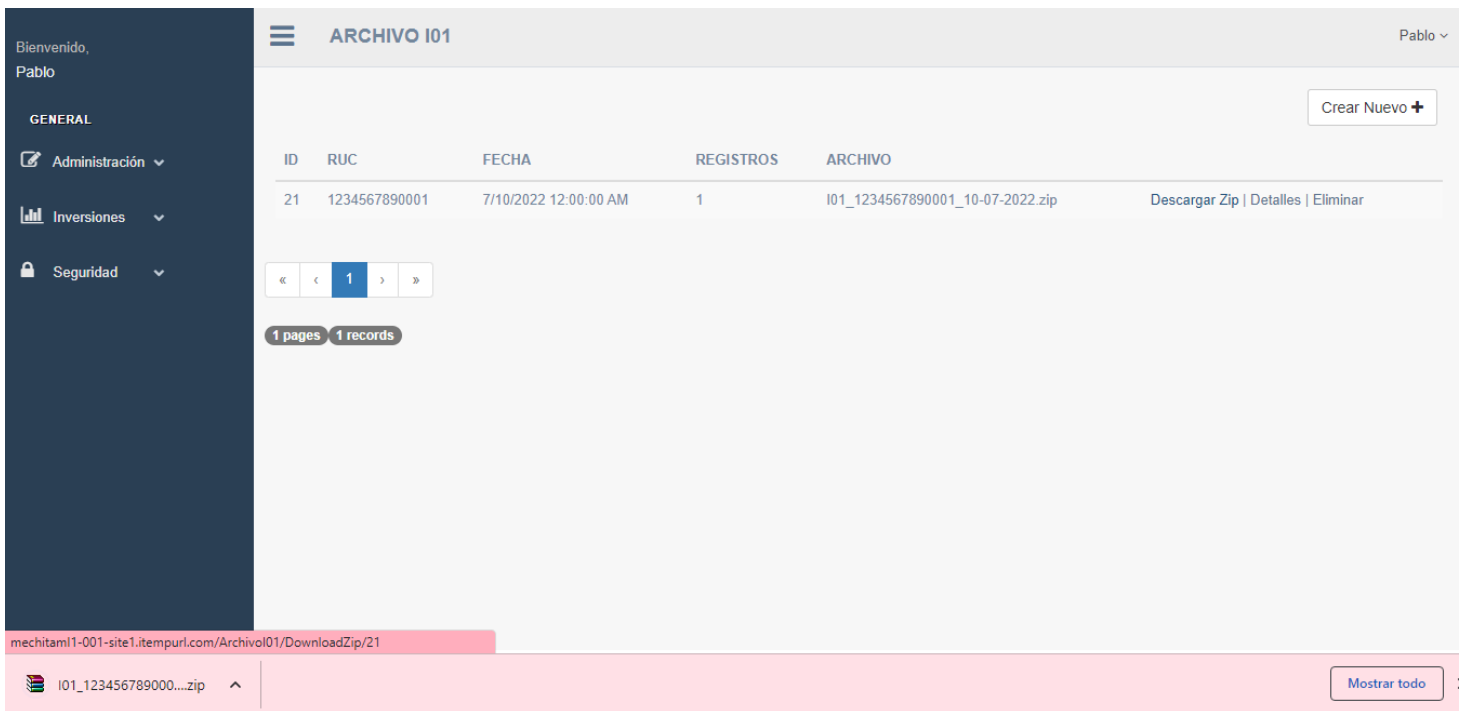 Bienvenido,
Pablo
GENERAL
Administración
Inversiones
Seguridad
ARCHIVO I01
Pablo
Crear Nuevo +
ID RUC FECHA REGISTROS ARCHIVO
21 1234567890001 7/10/2022 12:00:00 AM 1 I01_1234567890001_10-07-2022.zip Descargar Zip | Detalles | Eliminar
« ‹ 1 › »
1 pages 1 records
mechitaml1-001-site1.itempurl.com/ArchivoI01/DownloadZip/21
I01_123456789000....zip
Mostrar todo